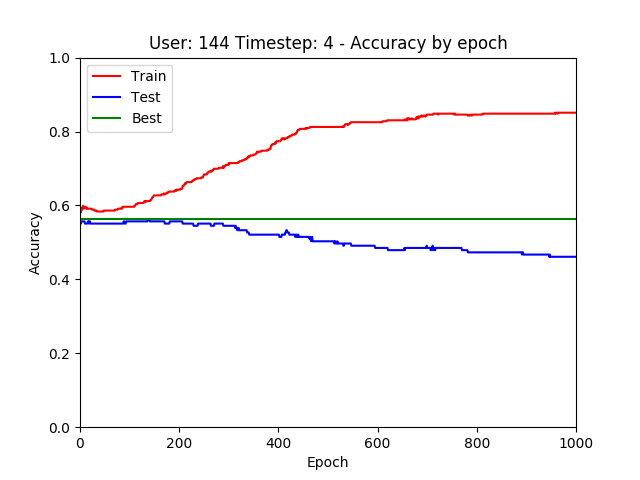 User: 144 Timestep: 4 - Accuracy by epoch
Train
Test
Best
Accuracy
1.0
0.8
0.6
0.4
0.2
0.0
0 200 400 600 800 1000
Epoch